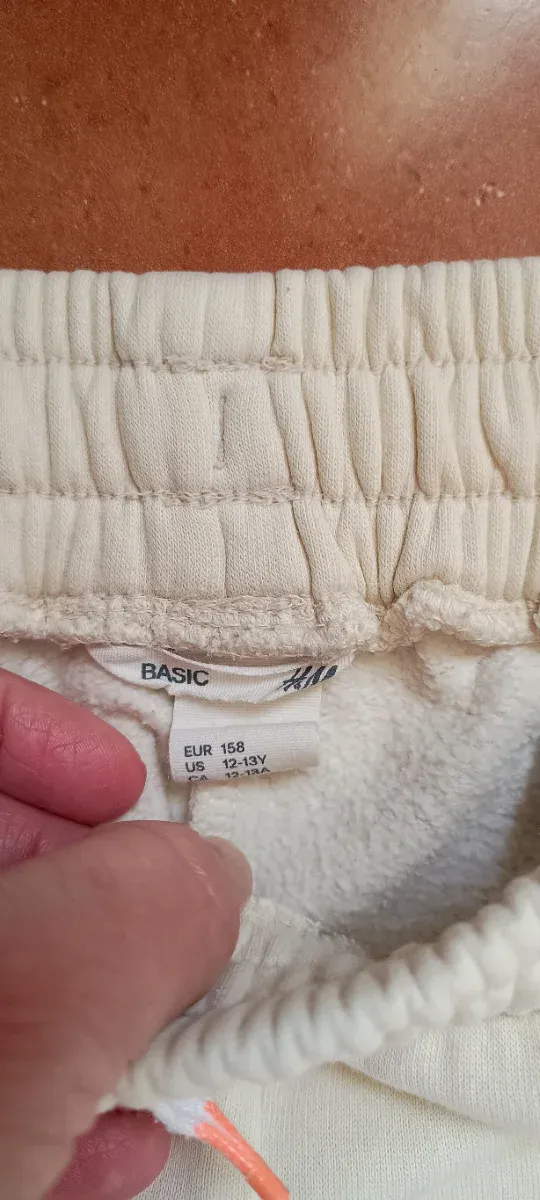 BASIC H&M
EUR 158
US 12-13Y
CA 12-13A